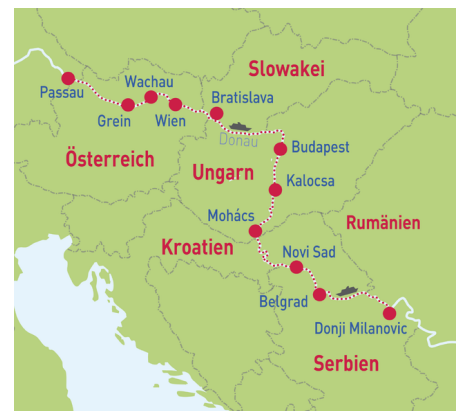 Slowakei
Passau
Wachau
Grein
Wien
Bratislava
Donau
Österreich
Ungarn
Budapest
Kalocsa
Mohács
Rumänien
Kroatien
Novi Sad
Belgrad
Donji Milanovic
Serbien